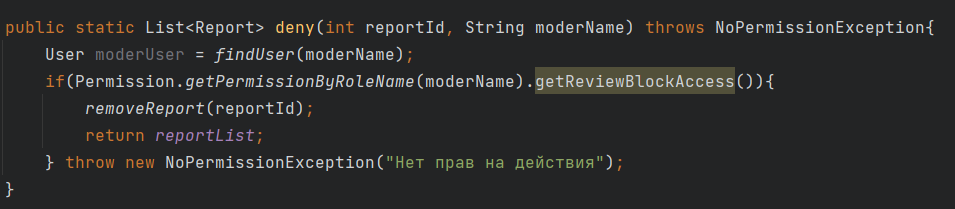 public static List<Report> deny(int reportId, String moderName) throws NoPermissionException{
User moderUser = findUser(moderName);
if(Permission.getPermissionByRoleName(moderName).getReviewBlockAccess()){
removeReport(reportId);
return reportList;
} throw new NoPermissionException("Нет прав на действия");
}